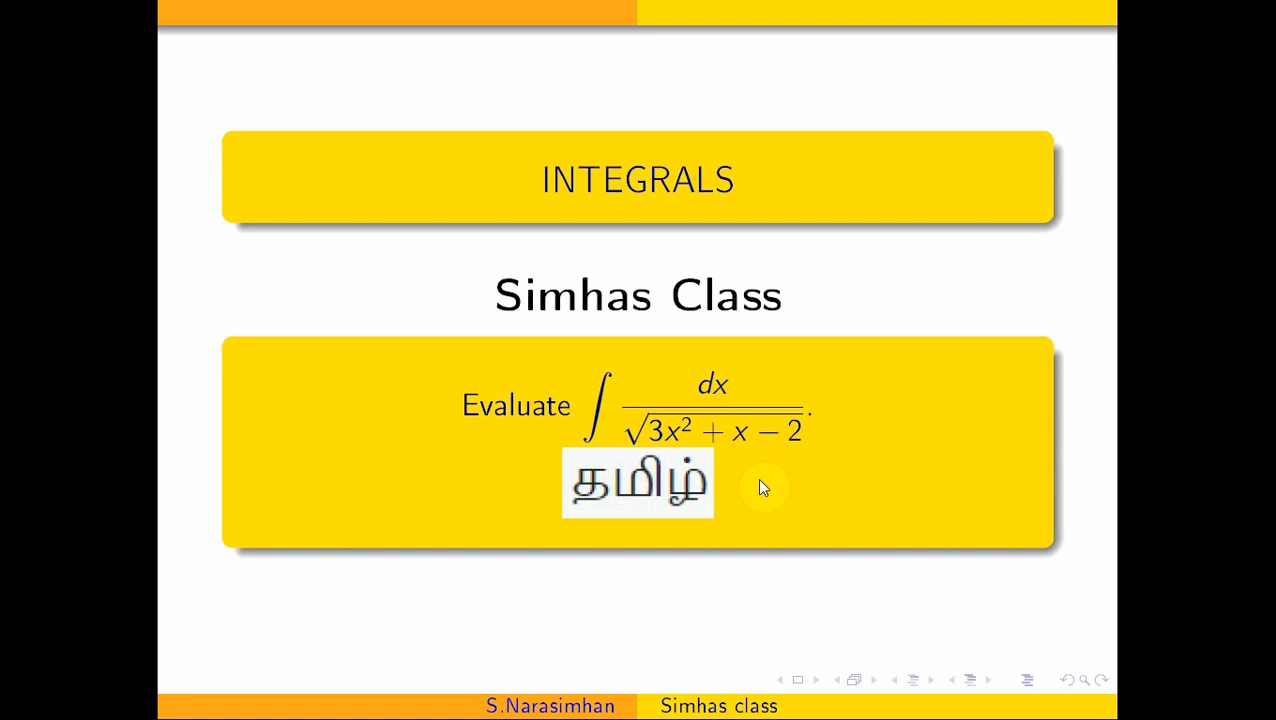 INTEGRALS
Simhas Class
Evaluate ∫ dx / √(3x² + x − 2).
தமிழ்
S.Narasimhan Simhas class